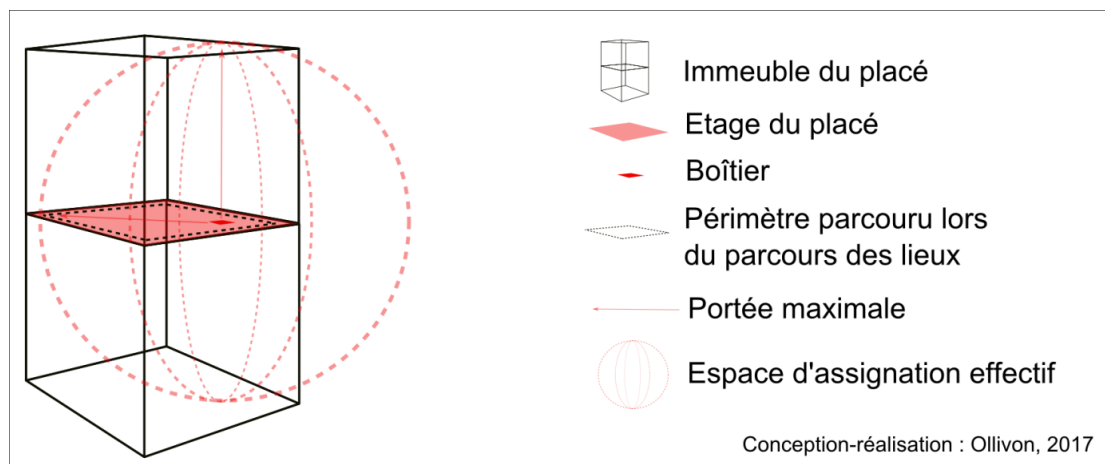 Immeuble du placé
Etage du placé
Boîtier
Périmètre parcouru lors
du parcours des lieux
Portée maximale
Espace d'assignation effectif
Conception-réalisation : Ollivon, 2017